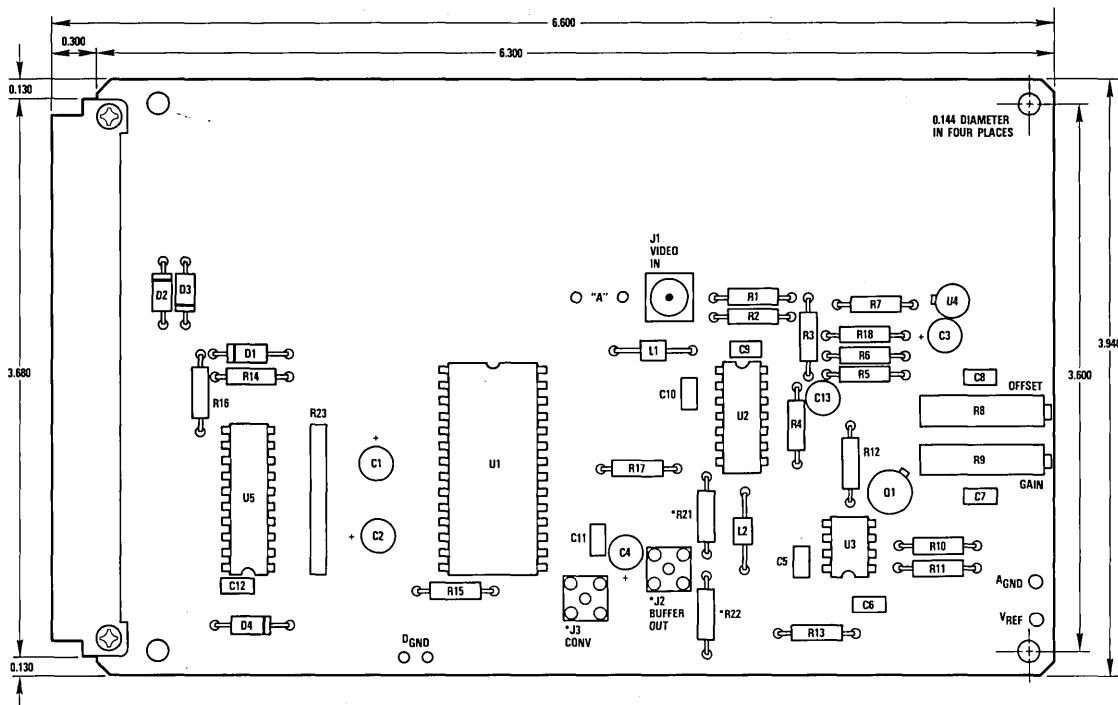 6.600
0.300
6.300
0.130
0.144 DIAMETER
IN FOUR PLACES
J1
VIDEO
IN
"A"
D2
D3
R1
R2
R3
R7
U4
+
C3
R18
R6
R5
3.680
3.600
3.940
D1
R14
R16
L1
C9
C10
U2
C13
R4
C8
OFFSET
R8
R23
+
C1
U1
R12
R9
GAIN
R17
U5
*R21
Q1
C7
+
C2
L2
C11
C4
+
U3
C5
R10
R11
AGND
C12
R15
*J2
BUFFER
OUT
*R22
C6
VREF
D4
*J3
CONV
R13
DGND
0.130